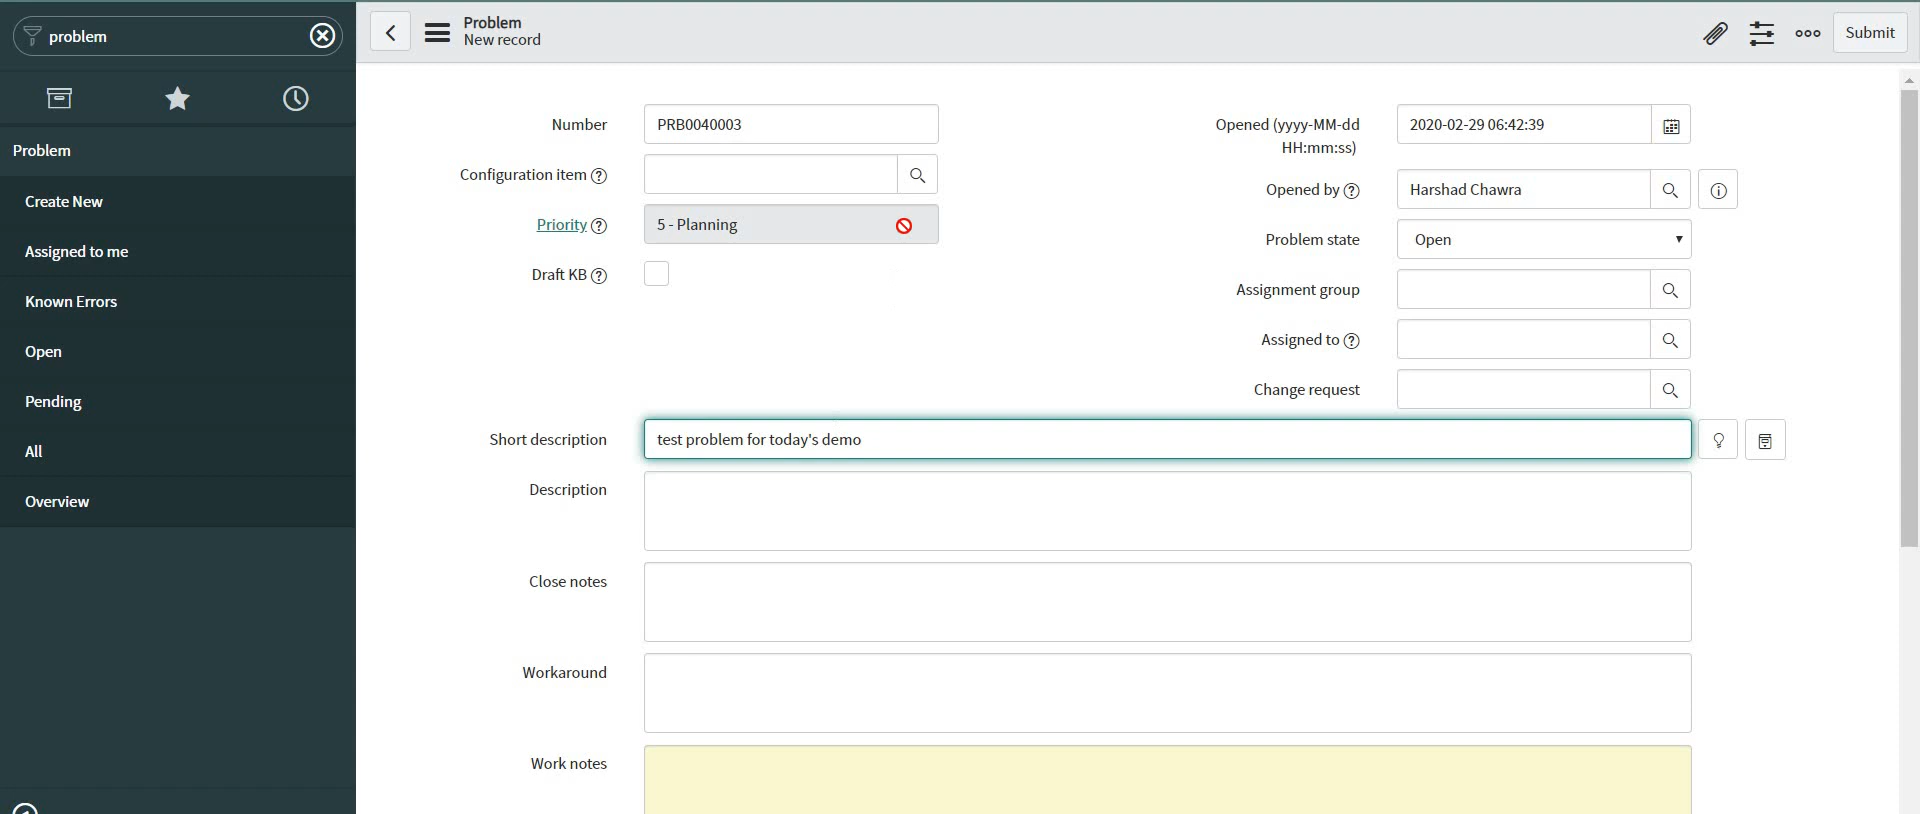 problem
Problem
New record
Submit
Problem
Create New
Assigned to me
Known Errors
Open
Pending
All
Overview
Number
PRB0040003
Configuration item
Priority
5 - Planning
Draft KB
Opened (yyyy-MM-dd
HH:mm:ss)
2020-02-29 06:42:39
Opened by
Harshad Chawra
Problem state
Open
Assignment group
Assigned to
Change request
Short description
test problem for today's demo
Description
Close notes
Workaround
Work notes